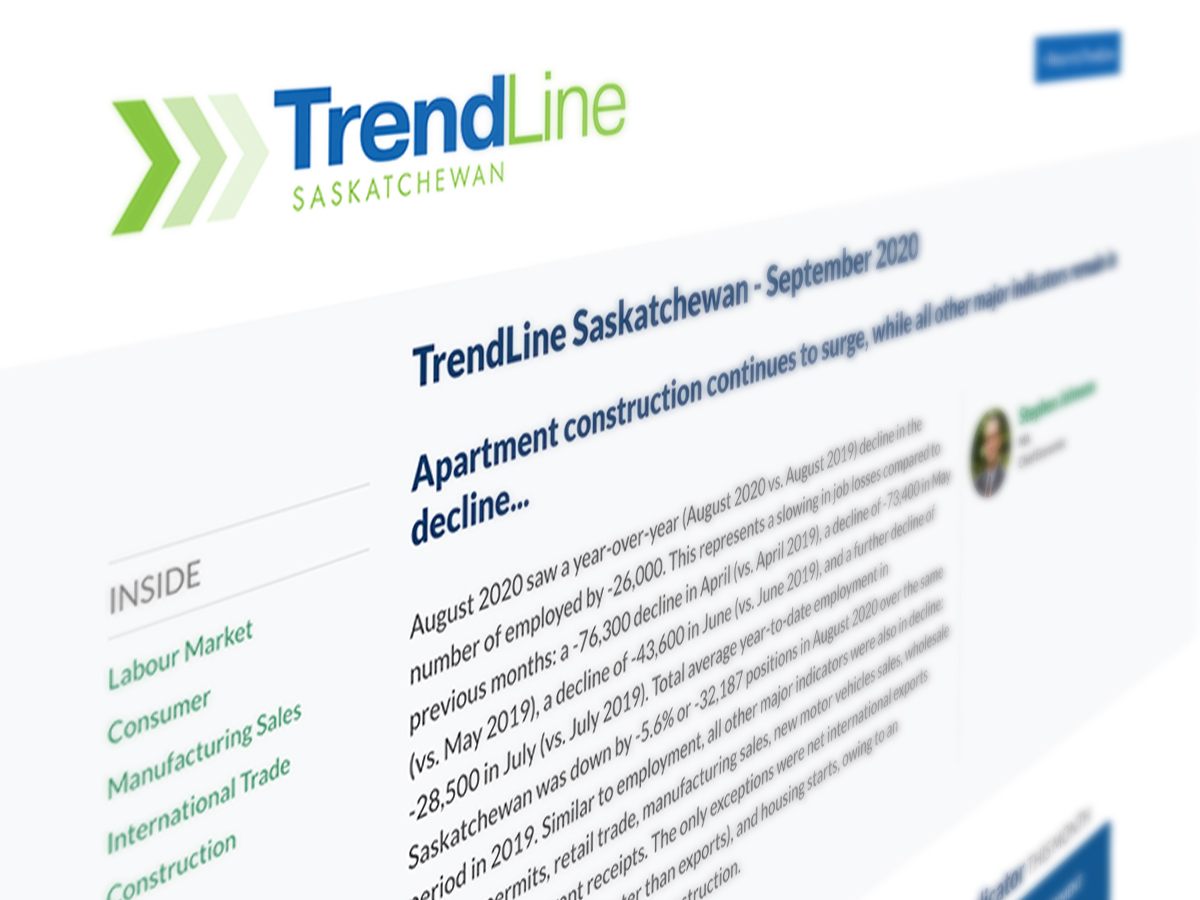 TrendLine
SASKATCHEWAN
TrendLine Saskatchewan - September 2020
Apartment construction continues to surge, while all other major indicators remain in
decline...
August 2020 saw a year-over-year (August 2020 vs. August 2019) decline in the
number of employed by -26,000. This represents a slowing in job losses compared to
previous months: a -76,300 decline in April (vs. April 2019), a decline of -73,400 in May
(vs. May 2019), a decline of -43,600 in June (vs. June 2019), and a further decline of
-28,500 in July (vs. July 2019). Total average year-to-date employment in
Saskatchewan was down by -5.6% or -32,187 positions in August 2020 over the same
period in 2019. Similar to employment, all other major indicators were also in decline:
permits, retail trade, manufacturing sales, new motor vehicles sales, wholesale
receipts. The only exceptions were net international exports
than exports), and housing starts, owing to an
INSIDE
Labour Market
Consumer
Manufacturing Sales
International Trade
Construction